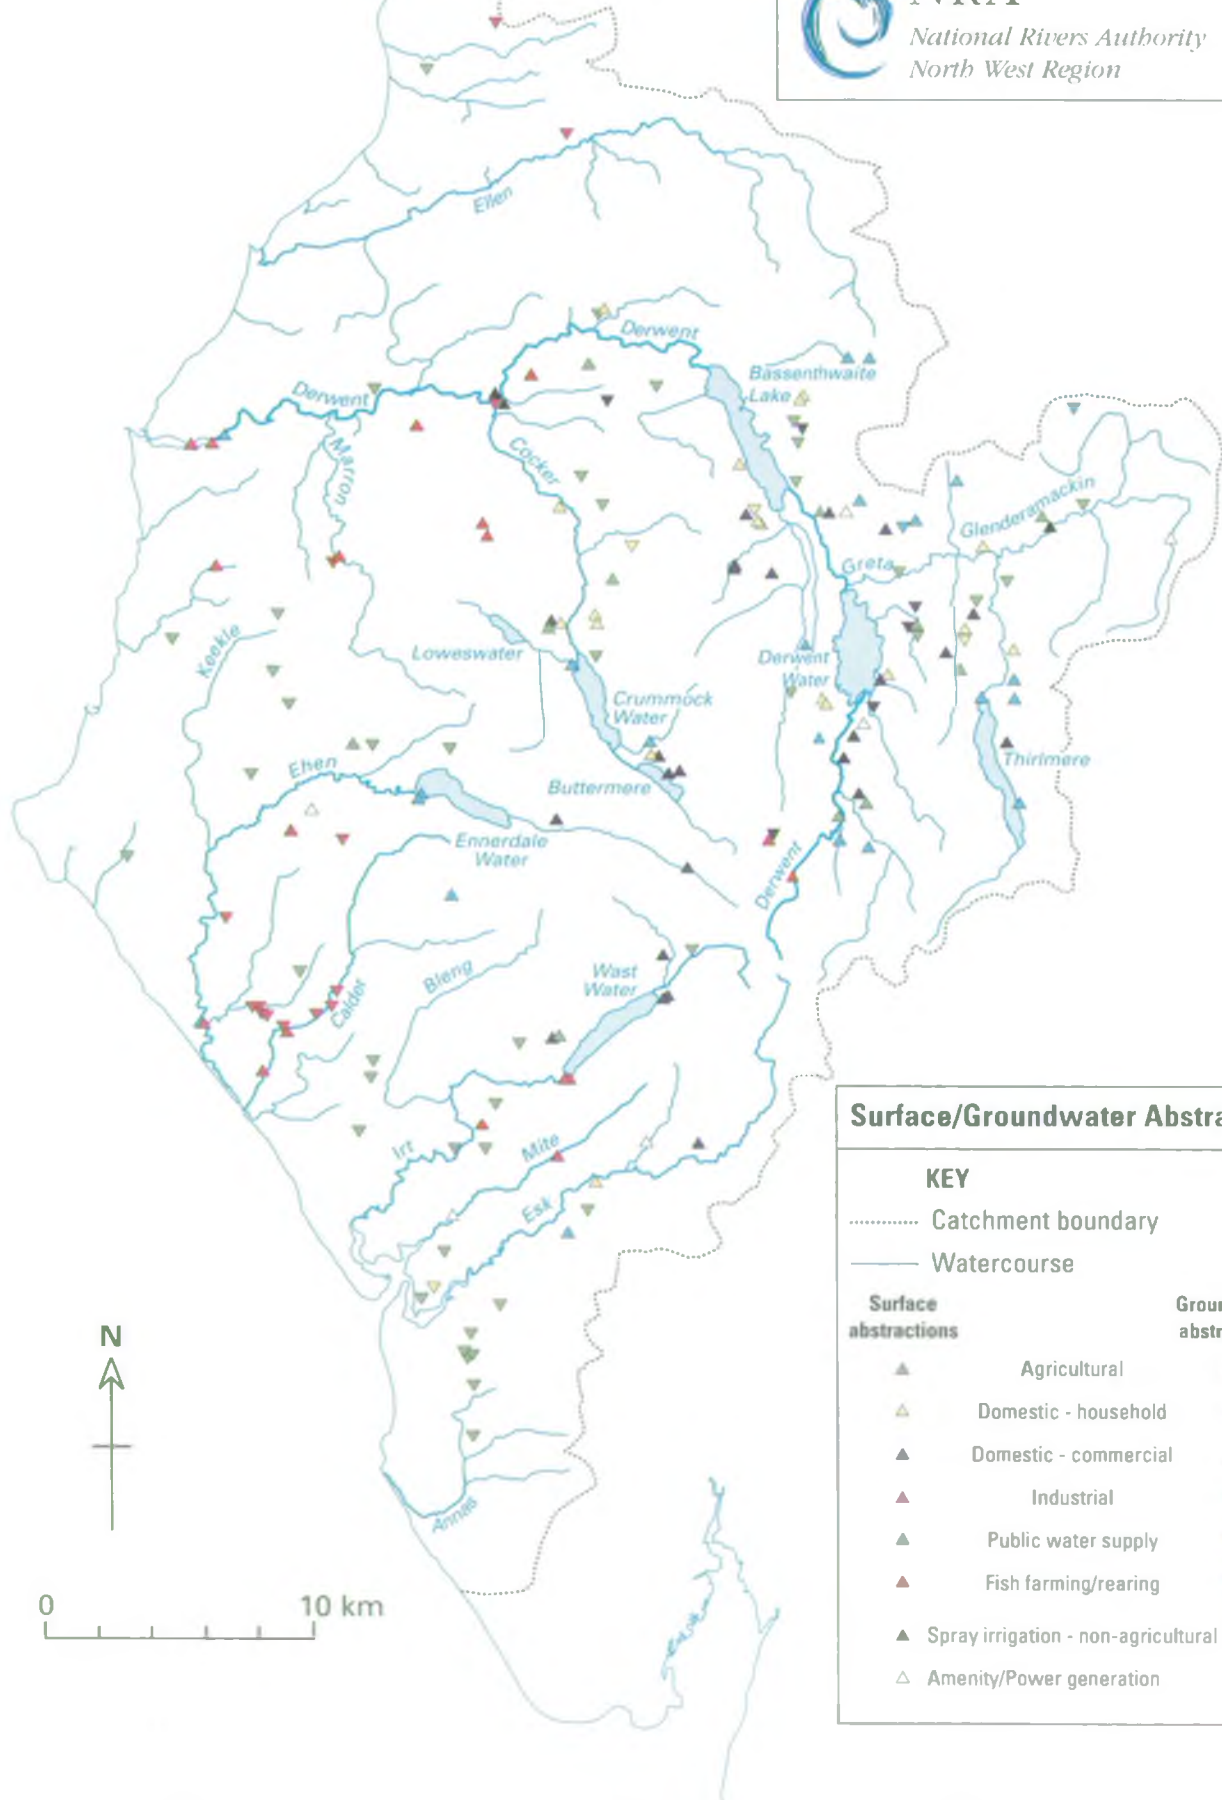 National Rivers Authority
North West Region
Ellen
Derwent
Bassenthwaite
Lake
Derwent
Marron
Cocker
Glenderamackin
Greta
Keekle
Loweswater
Derwent
Water
Crummock
Water
Thirlmere
Ehen
Buttermere
Ennerdale
Water
Derwent
Wast
Water
Bleng
Calder
Irt
Mite
Esk
Annas
N
0 10 km
Surface/Groundwater
KEY
Catchment boundary
Watercourse
Surface
abstractions
Agricultural
Domestic - household
Domestic - commercial
Industrial
Public water supply
Fish farming/rearing
Spray irrigation - non-agricultural
Amenity/Power generation